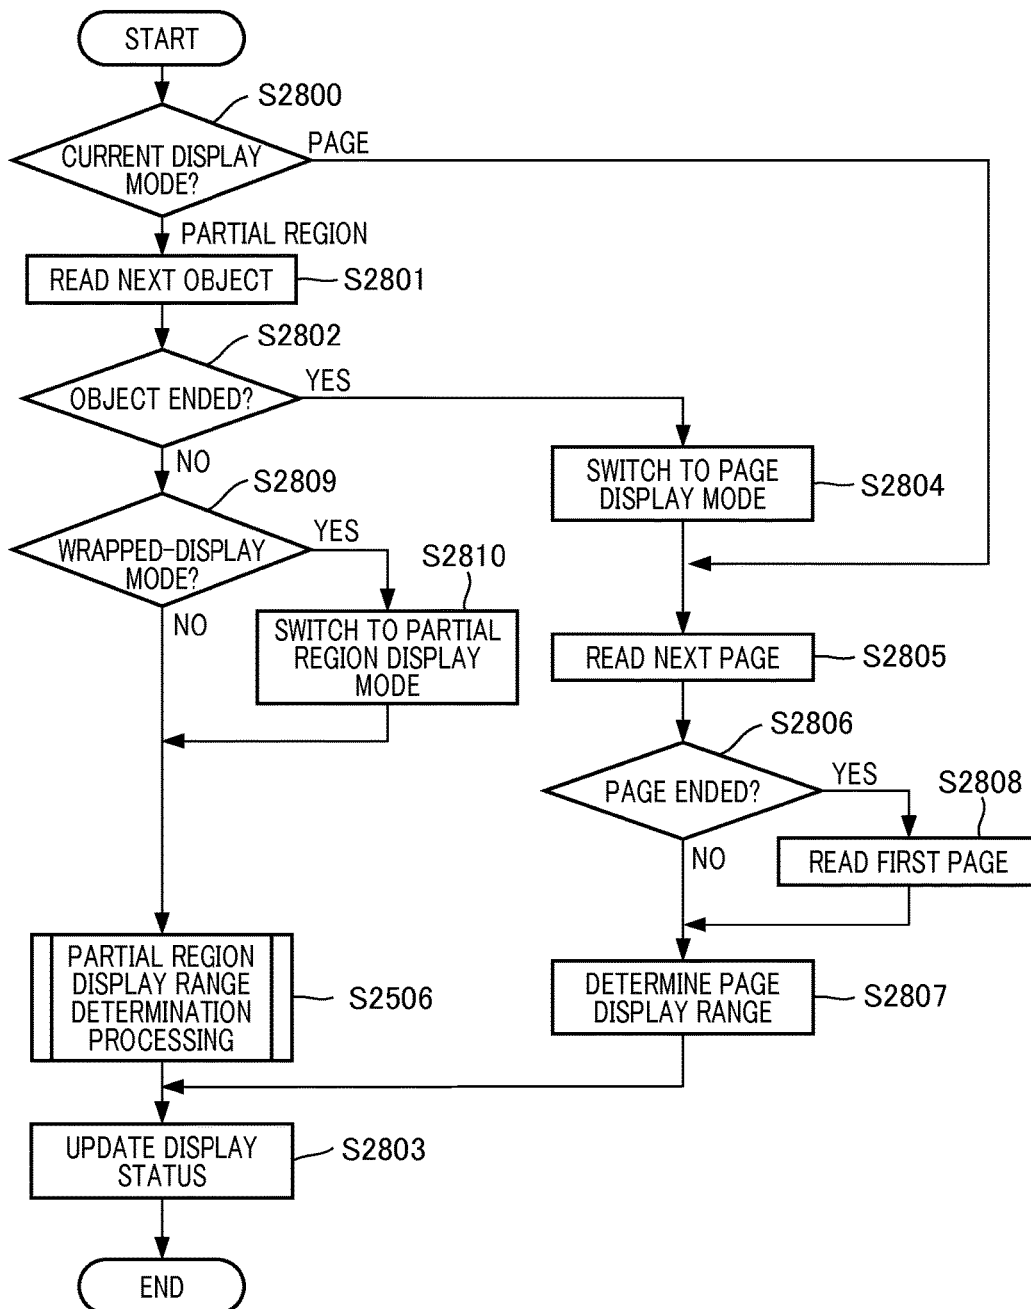 START
S2800
CURRENT DISPLAY
MODE?
PAGE
PARTIAL REGION
READ NEXT OBJECT
S2801
S2802
OBJECT ENDED?
YES
NO
SWITCH TO PAGE
DISPLAY MODE
S2804
S2809
WRAPPED-DISPLAY
MODE?
YES
NO
S2810
SWITCH TO PARTIAL
REGION DISPLAY
MODE
READ NEXT PAGE
S2805
S2806
PAGE ENDED?
YES
NO
S2808
READ FIRST PAGE
PARTIAL REGION
DISPLAY RANGE
DETERMINATION
PROCESSING
S2506
DETERMINE PAGE
DISPLAY RANGE
S2807
UPDATE DISPLAY
STATUS
S2803
END